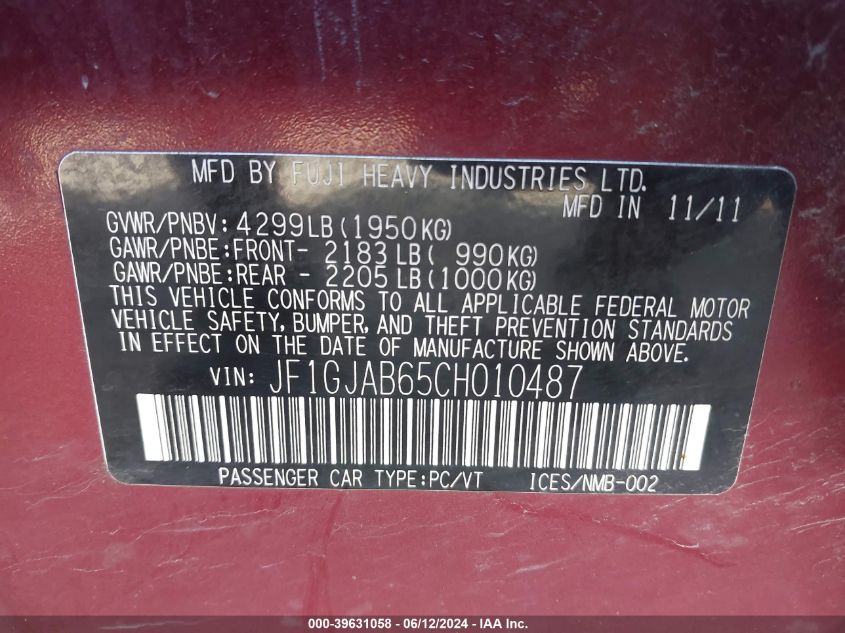 MFD BY FUJI HEAVY INDUSTRIES LTD.
MFD IN 11/11
GVWR/PNBV: 4299LB(1950KG)
GAWR/PNBE:FRONT- 2183LB( 990KG)
GAWR/PNBE:REAR - 2205LB(1000KG)
THIS VEHICLE CONFORMS TO ALL APPLICABLE FEDERAL MOTOR
VEHICLE SAFETY, BUMPER, AND THEFT PREVENTION STANDARDS
IN EFFECT ON THE DATE OF MANUFACTURE SHOWN ABOVE.
VIN: JF1GJAB65CH010487
PASSENGER CAR TYPE:PC/VT ICES/NMB-002
000-39631058 - 06/12/2024 - IAA Inc.